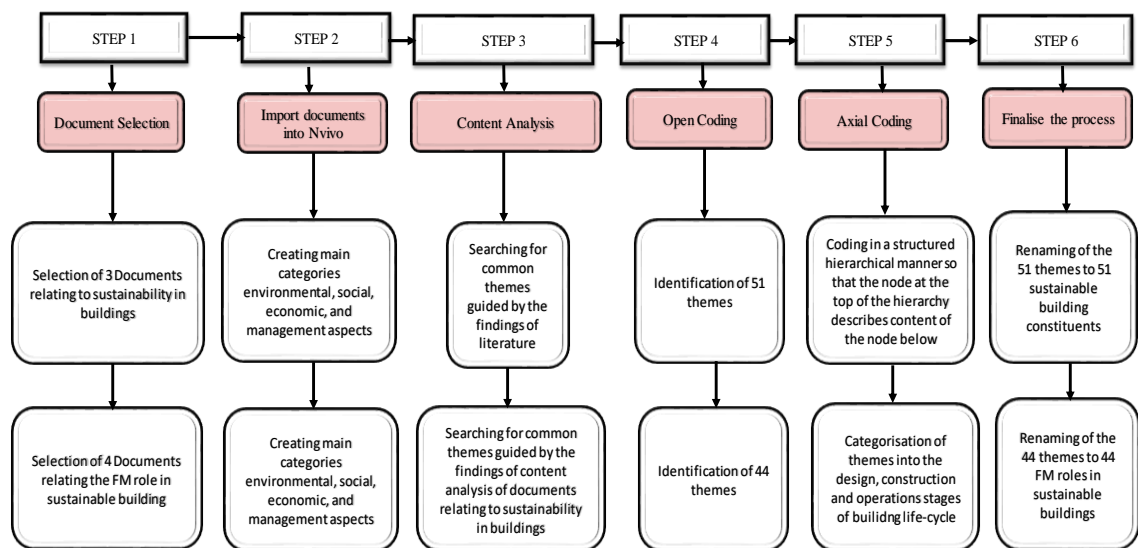 STEP 1
STEP 2
STEP 3
STEP 4
STEP 5
STEP 6
Document Selection
Import documents
into Nvivo
Content Analysis
Open Coding
Axial Coding
Finalise the process
Selection of 3 Documents
relating to sustainability in
buildings
Creating main
categories
environmental, social,
economic, and
management aspects
Searching for
common
themes
guided by the
findings of
literature
Identification of 51
themes
Coding in a structured
hierarchical manner so
that the node at the
top of the hierarchy
describes content of
the node below
Renaming of the
51 themes to 51
sustainable
building
constituents
Selection of 4 Documents
relating the FM role in
sustainable building
Creating main
categories
environmental, social,
economic, and
management aspects
Searching for common
themes guided by the
findings of content
analysis of documents
relating to sustainability
in buildings
Identification of 44
themes
Categorisation of
themes into the
design, construction
and operations stages
of builidng life-cycle
Renaming of the
44 themes to 44
FM roles in
sustainable
buildings